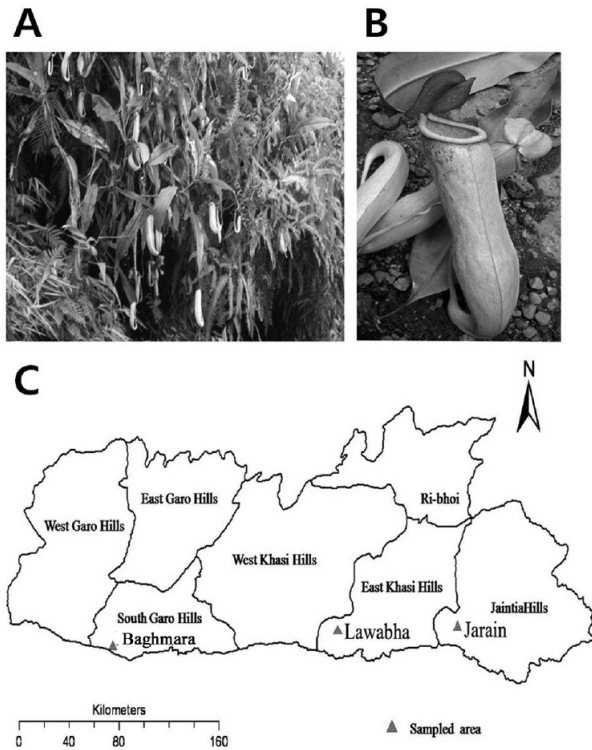 A
B
C
N
East Garo Hills
Ri-bhoi
West Garo Hills
West Khasi Hills
East Khasi Hills
South Garo Hills
JaintiaHills
Baghmara
Lawabha
Jarain
Kilometers
0 40 80 160
Sampled area